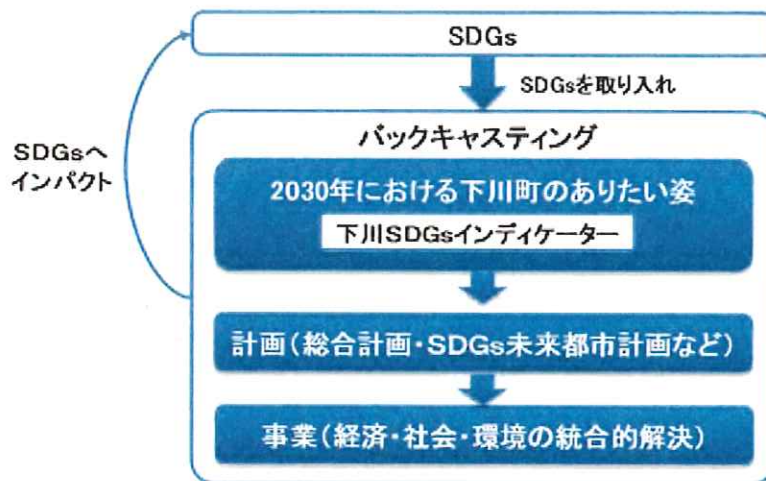 SDGs
SDGsを取り入れ
SDGsへ
インパクト
バックキャスティング
2030年における下川町のありたい姿
下川SDGsインディケーター
計画(総合計画・SDGs未来都市計画など)
事業(経済・社会・環境の統合的解決)